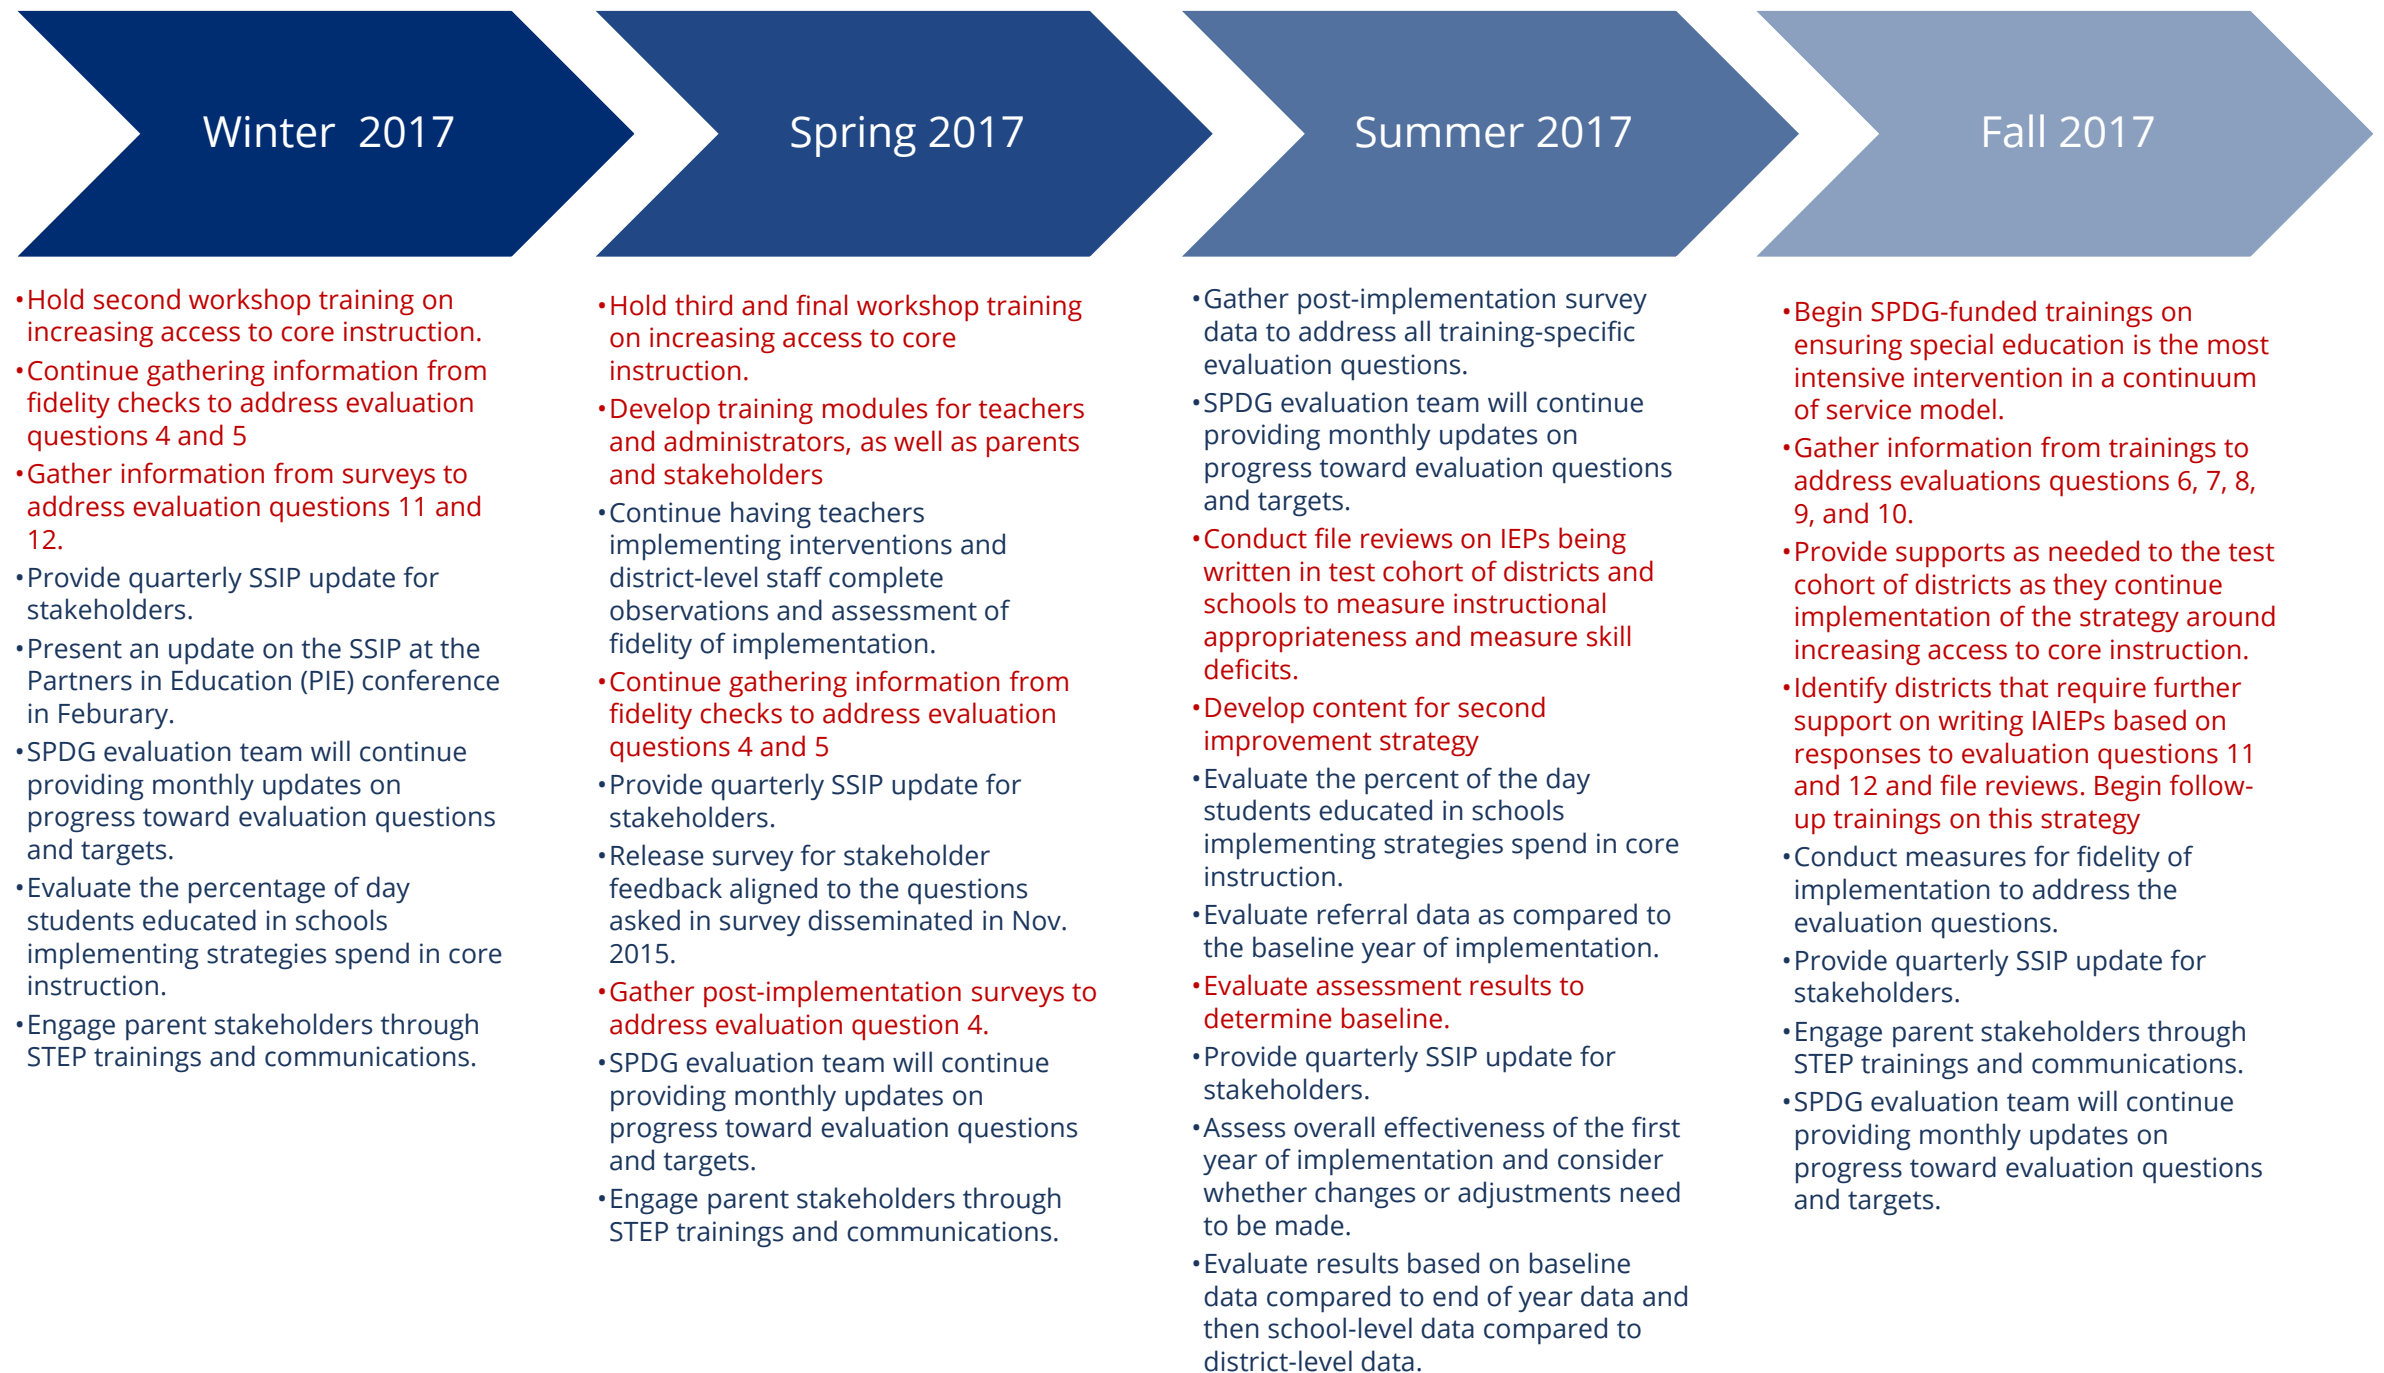 Winter  2017
•Hold second workshop training on
increasing access to core instruction.
•Continue gathering information from
fidelity checks to address evaluation
questions 4 and 5
•Gather information from surveys to
address evaluation questions 11 and
12.
•Provide quarterly SSIP update for
stakeholders.
•Present an update on the SSIP at the
Partners in Education (PIE) conference
in Feburary.
•SPDG evaluation team will continue
providing monthly updates on
progress toward evaluation questions
and targets.
•Evaluate the percentage of day
students educated in schools
implementing strategies spend in core
instruction.
•Engage parent stakeholders through
STEP trainings and communications.
Spring 2017
•Hold third and final workshop training
on increasing access to core
instruction.
•Develop training modules for teachers
and administrators, as well as parents
and stakeholders
•Continue having teachers
implementing interventions and
district-level staff complete
observations and assessment of
fidelity of implementation.
•Continue gathering information from
fidelity checks to address evaluation
questions 4 and 5
•Provide quarterly SSIP update for
stakeholders.
•Release survey for stakeholder
feedback aligned to the questions
asked in survey disseminated in Nov.
2015.
•Gather post-implementation surveys to
address evaluation question 4.
•SPDG evaluation team will continue
providing monthly updates on
progress toward evaluation questions
and targets.
•Engage parent stakeholders through
STEP trainings and communications.
Summer 2017
•Gather post-implementation survey
data to address all training-specific
evaluation questions.
•SPDG evaluation team will continue
providing monthly updates on
progress toward evaluation questions
and targets.
•Conduct file reviews on IEPs being
written in test cohort of districts and
schools to measure instructional
appropriateness and measure skill
deficits.
•Develop content for second
improvement strategy
•Evaluate the percent of the day
students educated in schools
implementing strategies spend in core
instruction.
•Evaluate referral data as compared to
the baseline year of implementation.
•Evaluate assessment results to
determine baseline.
•Provide quarterly SSIP update for
stakeholders.
•Assess overall effectiveness of the first
year of implementation and consider
whether changes or adjustments need
to be made.
•Evaluate results based on baseline
data compared to end of year data and
then school-level data compared to
district-level data.
Fall 2017
•Begin SPDG-funded trainings on
ensuring special education is the most
intensive intervention in a continuum
of service model.
•Gather information from trainings to
address evaluations questions 6, 7, 8,
9, and 10.
•Provide supports as needed to the test
cohort of districts as they continue
implementation of the strategy around
increasing access to core instruction.
•Identify districts that require further
support on writing IAIEPs based on
responses to evaluation questions 11
and 12 and file reviews. Begin follow-
up trainings on this strategy
•Conduct measures for fidelity of
implementation to address the
evaluation questions.
•Provide quarterly SSIP update for
stakeholders.
•Engage parent stakeholders through
STEP trainings and communications.
•SPDG evaluation team will continue
providing monthly updates on
progress toward evaluation questions
and targets.